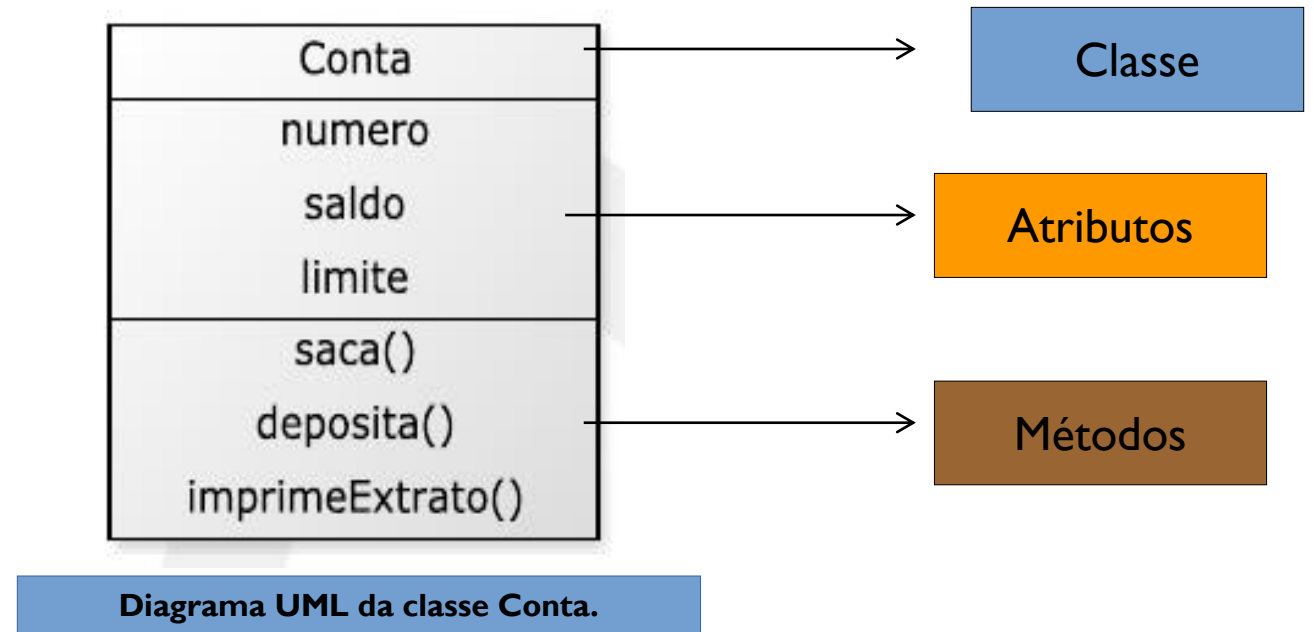 Conta
Classe
numero
saldo
limite
Atributos
saca()
deposita()
imprimeExtrato()
Métodos
Diagrama UML da classe Conta.